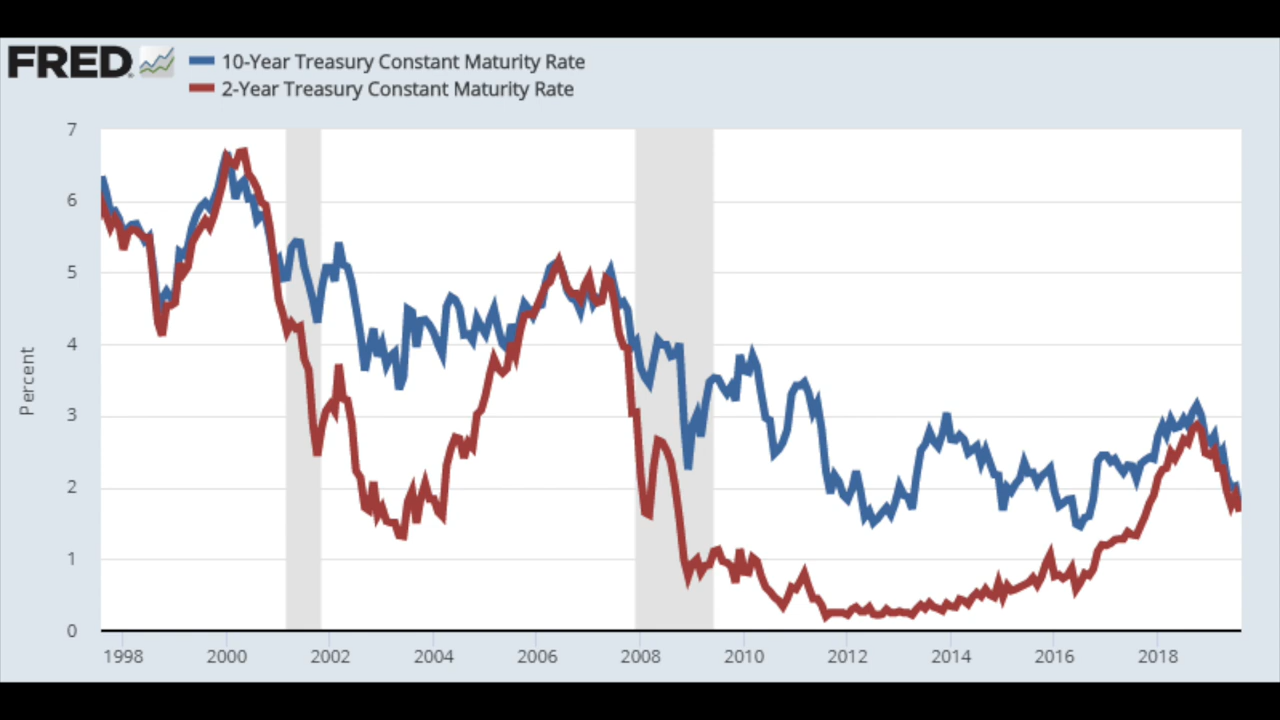 FRED
10-Year Treasury Constant Maturity Rate
2-Year Treasury Constant Maturity Rate
Percent
7
6
5
4
3
2
1
0
1998 2000 2002 2004 2006 2008 2010 2012 2014 2016 2018